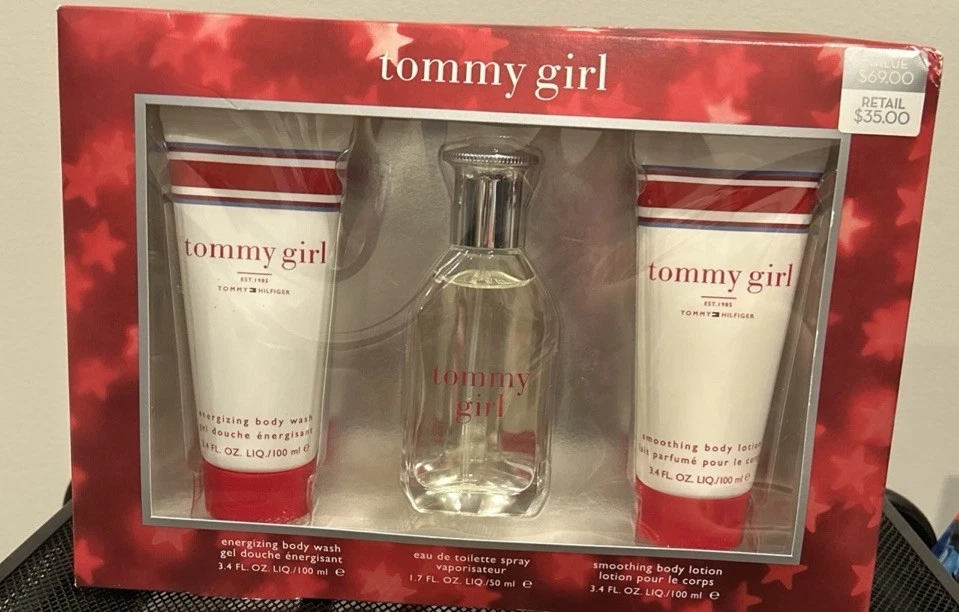 tommy girl
VALUE
$69.00
RETAIL
$35.00
tommy girl
EST.1985
TOMMY HILFIGER
energizing body wash
gel douche énergisant
3.4 FL. OZ. LIQ./100 ml e
tommy
girl
tommy girl
EST.1985
TOMMY HILFIGER
smoothing body lotion
lait parfumé pour le corps
3.4 FL. OZ. LIQ./100 ml e
energizing body wash
gel douche énergisant
3.4 FL. OZ. LIQ./100 ml e
eau de toilette spray
vaporisateur
1.7 FL. OZ. LIQ./50 ml e
smoothing body lotion
lotion pour le corps
3.4 FL. OZ. LIQ./100 ml e